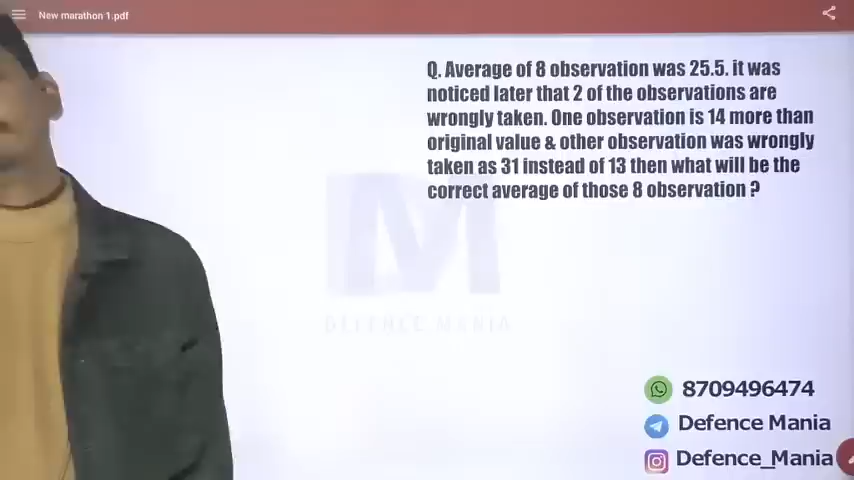 New marathon 1.pdf
Q. Average of 8 observation was 25.5. it was
noticed later that 2 of the observations are
wrongly taken. One observation is 14 more than
original value & other observation was wrongly
taken as 31 instead of 13 then what will be the
correct average of those 8 observation ?
M
DEFENCE MANIA
8709496474
Defence Mania
Defence_Mania